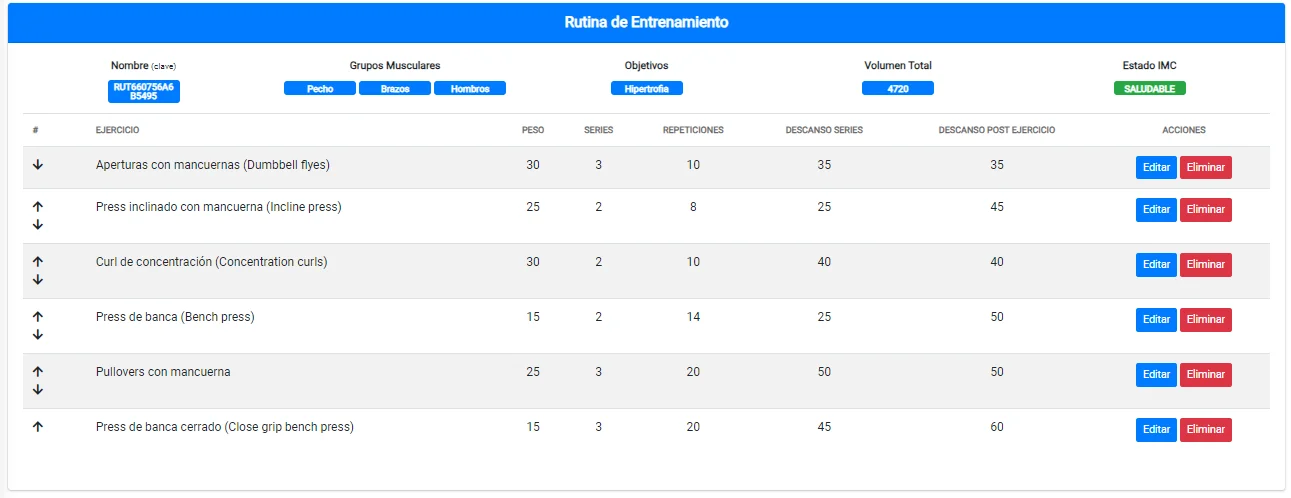 Rutina de Entrenamiento
Nombre (clave) Grupos Musculares Objetivos Volumen Total Estado IMC
RUT660756A6
B5495
Pecho Brazos Hombros Hipertrofia 4720 SALUDABLE
# EJERCICIO PESO SERIES REPETICIONES DESCANSO SERIES DESCANSO POST EJERCICIO ACCIONES
Aperturas con mancuernas (Dumbbell flyes) 30 3 10 35 35 Editar Eliminar
Press inclinado con mancuerna (Incline press) 25 2 8 25 45 Editar Eliminar
Curl de concentración (Concentration curls) 30 2 10 40 40 Editar Eliminar
Press de banca (Bench press) 15 2 14 25 50 Editar Eliminar
Pullovers con mancuerna 25 3 20 50 50 Editar Eliminar
Press de banca cerrado (Close grip bench press) 15 3 20 45 60 Editar Eliminar